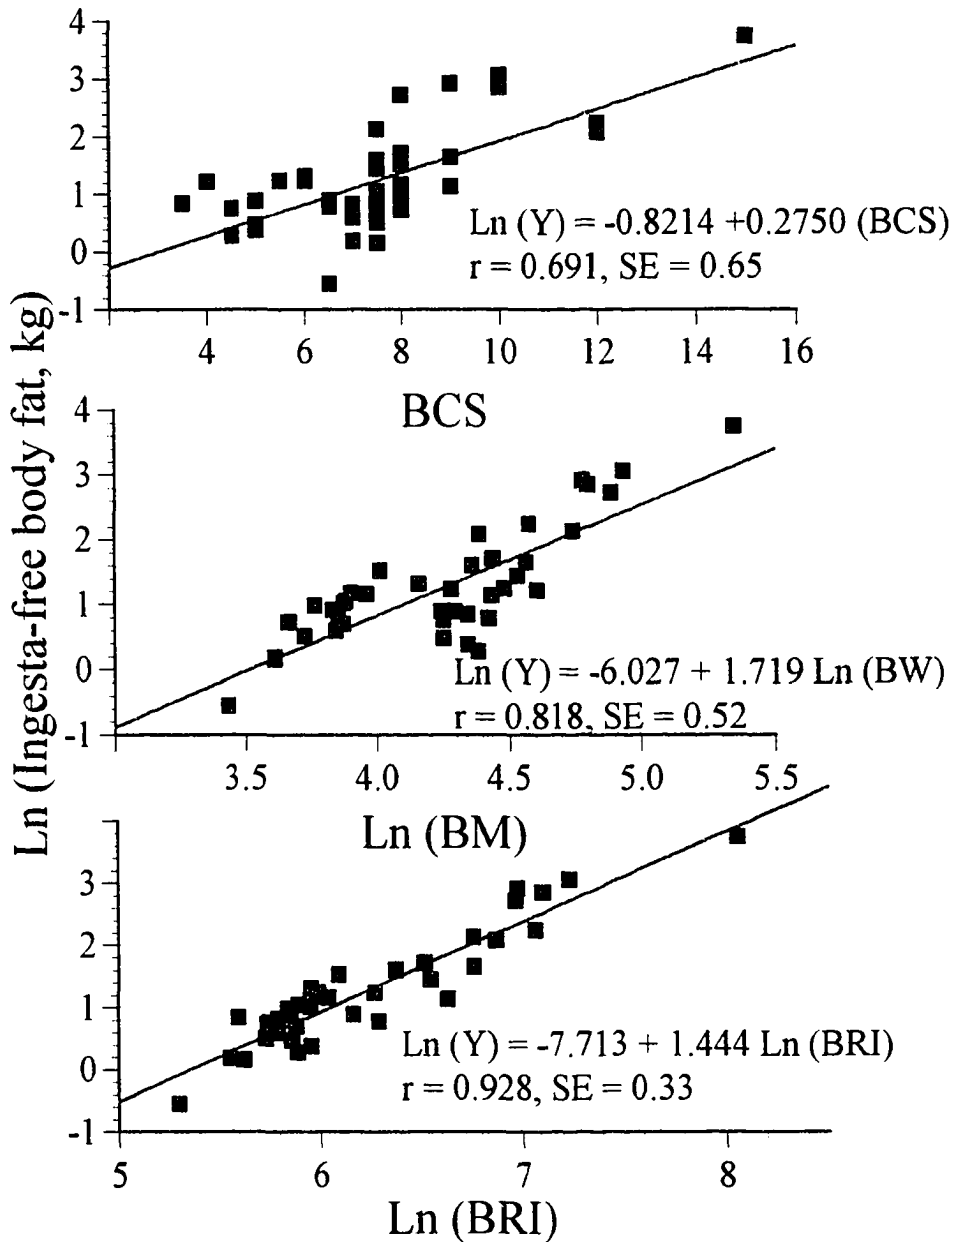 Ln (Ingesta-free body fat, kg)
4
3
2
1
0
-1
Ln (Y) = -0.8214 +0.2750 (BCS)
r = 0.691, SE = 0.65
4 6 8 10 12 14 16
BCS
4
3
2
1
0
-1
Ln (Y) = -6.027 + 1.719 Ln (BW)
r = 0.818, SE = 0.52
3.5 4.0 4.5 5.0 5.5
Ln (BM)
3
2
1
0
-1
Ln (Y) = -7.713 + 1.444 Ln (BRI)
r = 0.928, SE = 0.33
5 6 7 8
Ln (BRI)